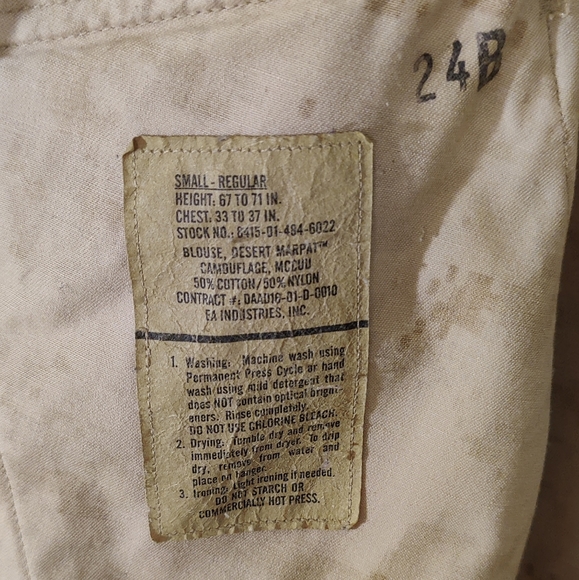 24B
SMALL - REGULAR
HEIGHT: 67 TO 71 IN.
CHEST: 33 TO 37 IN.
STOCK NO.: 8415-01-484-6022
BLOUSE, DESERT MARPAT™
CAMOUFLAGE, MCCUU
50% COTTON/50% NYLON
CONTRACT #: DAAD16-01-D-0010
EA INDUSTRIES, INC.
1. Washing: Machine wash using
Permanent Press Cycle or hand
wash using mild detergent that
does NOT contain optical bright-
eners. Rinse completely.
DO NOT USE CHLORINE BLEACH.
2. Drying: Tumble dry and remove
immediately from dryer. To drip
dry, remove from water and
place on hanger.
3. Ironing: Light ironing if needed.
DO NOT STARCH OR
COMMERCIALLY HOT PRESS.